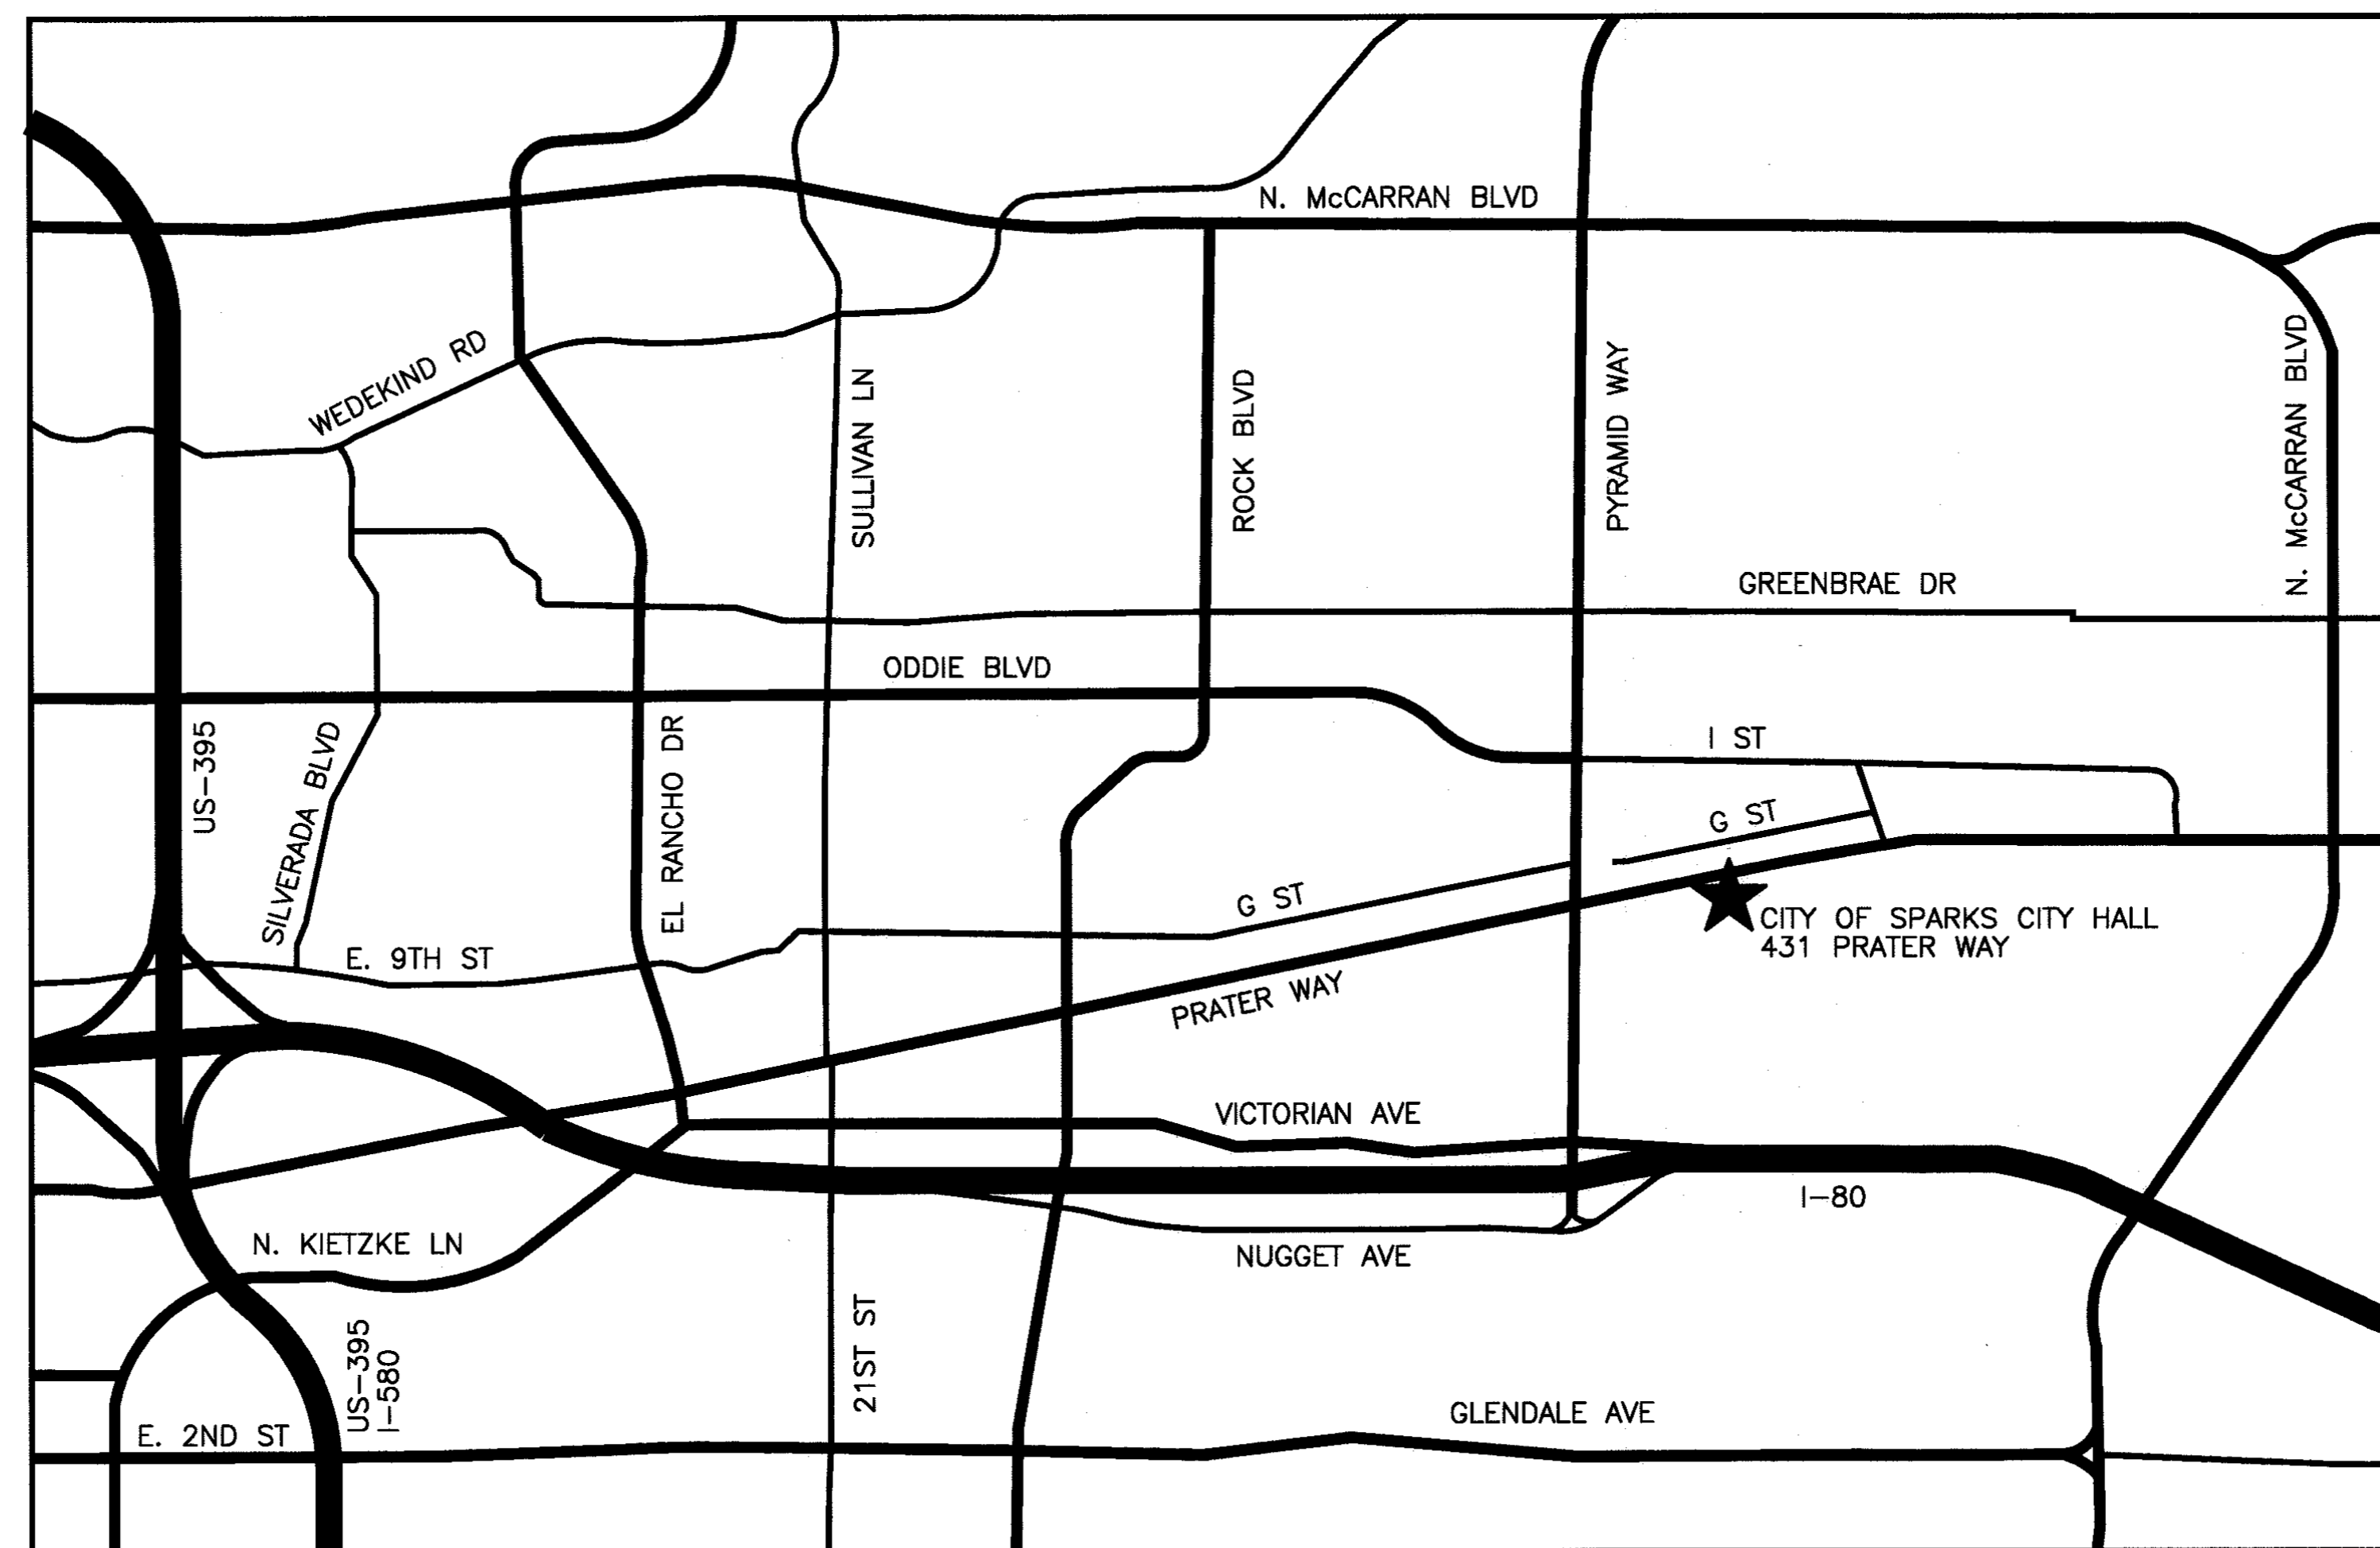 N. McCARRAN BLVD
WEDEKIND RD
SULLIVAN LN
ROCK BLVD
PYRAMID WAY
N. McCARRAN BLVD
GREENBRAE DR
ODDIE BLVD
US-395
SILVERADA BLVD
EL RANCHO DR
I ST
G ST
G ST
CITY OF SPARKS CITY HALL
431 PRATER WAY
E. 9TH ST
PRATER WAY
VICTORIAN AVE
I-80
N. KIETZKE LN
NUGGET AVE
US-395
I-580
21ST ST
GLENDALE AVE
E. 2ND ST